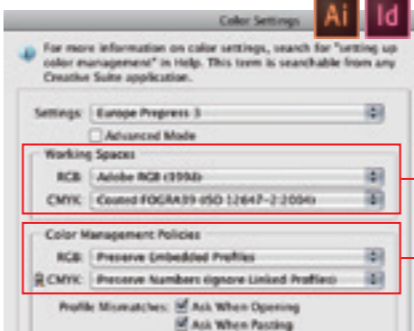 Color Settings
Ai Id
For more information on color settings, search for "setting up
color management" in Help. This term is searchable from any
Creative Suite application.
Settings: Europe Prepress 3
Advanced Mode
Working Spaces
RGB: Adobe RGB (1998)
CMYK: Coated FOGRA39 (ISO 12647-2:2004)
Color Management Policies
RGB: Preserve Embedded Profiles
CMYK: Preserve Numbers (Ignore Linked Profiles)
Profile Mismatches: Ask When Opening
Ask When Pasting